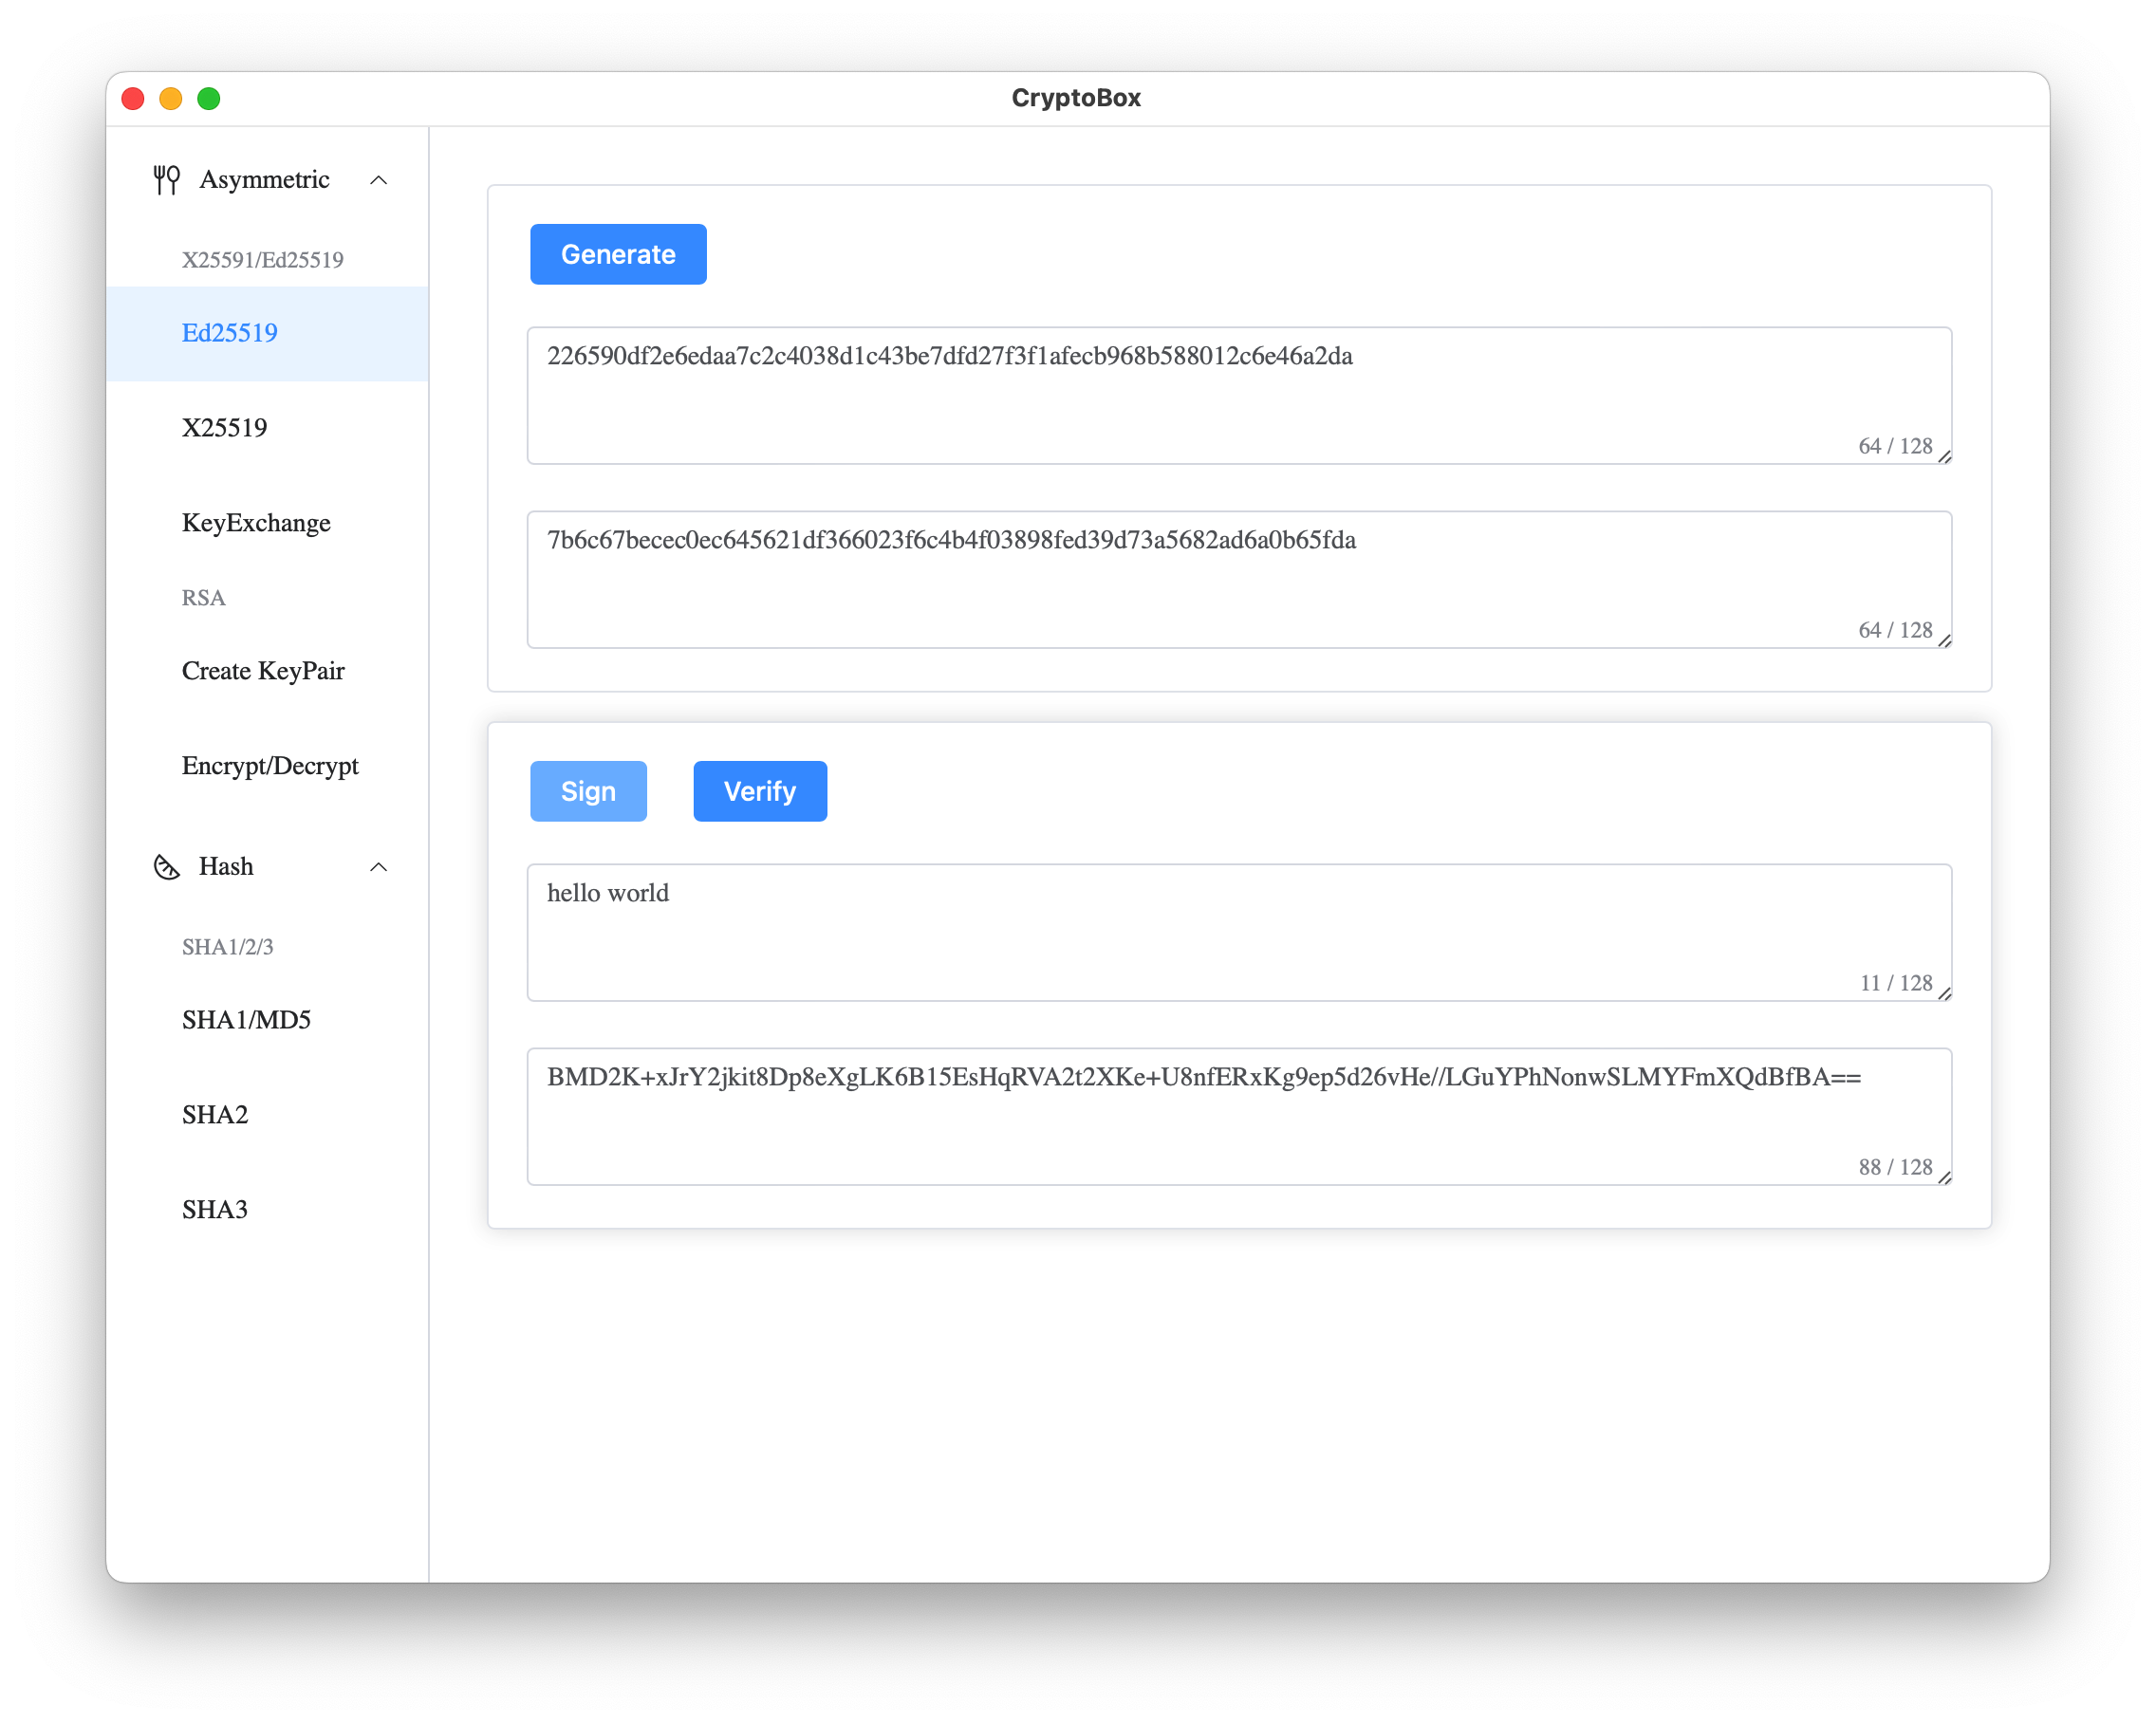 CryptoBox
Asymmetric
X25591/Ed25519
Ed25519
X25519
KeyExchange
RSA
Create KeyPair
Encrypt/Decrypt
Hash
SHA1/2/3
SHA1/MD5
SHA2
SHA3
Generate
226590df2e6edaa7c2c4038d1c43be7dfd27f3f1afecb968b588012c6e46a2da
64 / 128
7b6c67becec0ec645621df366023f6c4b4f03898fed39d73a5682ad6a0b65fda
64 / 128
Sign Verify
hello world
11 / 128
BMD2K+xJrY2jkit8Dp8eXgLK6B15EsHqRVA2t2XKe+U8nfERxKg9ep5d26vHe//LGuYPhNonwSLMYFmXQdBfBA==
88 / 128